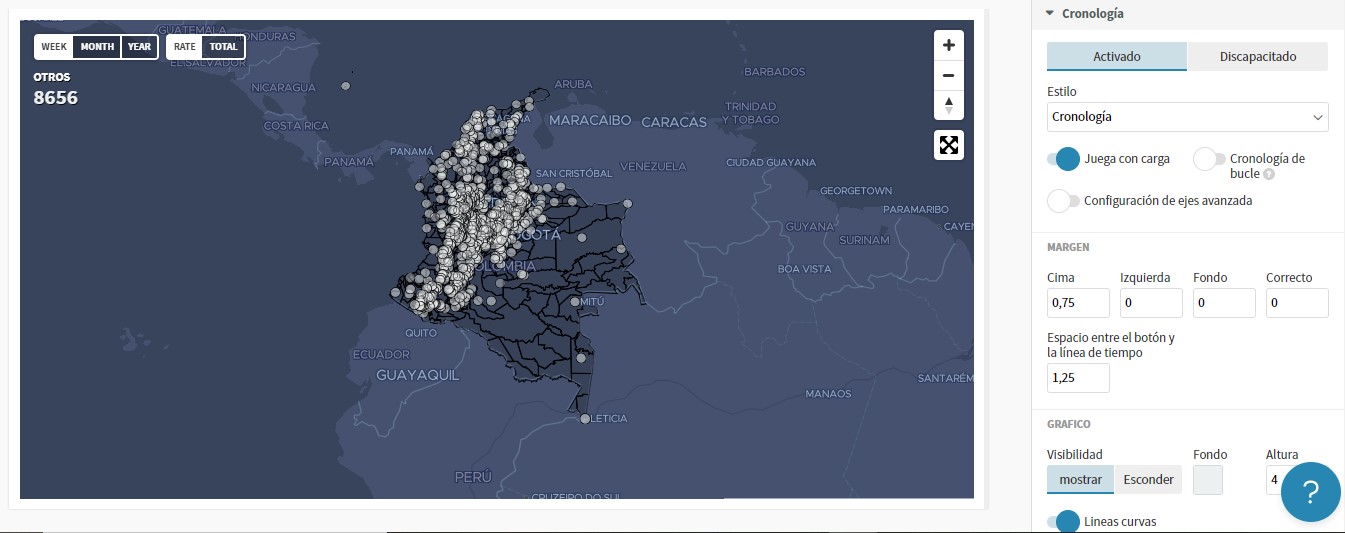 GUATEMALA
HONDURAS
WEEK MONTH YEAR RATE TOTAL
EL SALVADOR
OTROS
8656
NICARAGUA
COSTA RICA
PANAMÁ
PANAMÁ
ARUBA
BARBADOS
MARACAIBO CARACAS
TRINIDAD
Y TOBAGO
SAN CRISTÓBAL
VENEZUELA
CIUDAD GUAYANA
GEORGETOWN
PARAMARIBO
CAYEN
GUYANA
SURINAM
BOA VISTA
GOTÁ
OLOMBIA
MITÚ
QUITO
ECUADOR
GUAYAQUIL
SANTARÉM
MANAOS
LETICIA
PERÚ
CRUZEIRO DO SUL
Cronología
Activado Discapacitado
Estilo
Cronología
Juega con carga Cronología de
bucle ?
Configuración de ejes avanzada
MARGEN
Cima Izquierda Fondo Correcto
0,75 0 0 0
Espacio entre el botón y
la línea de tiempo
1,25
GRAFICO
Visibilidad Fondo Altura
mostrar Esconder 4
?
Lineas curvas